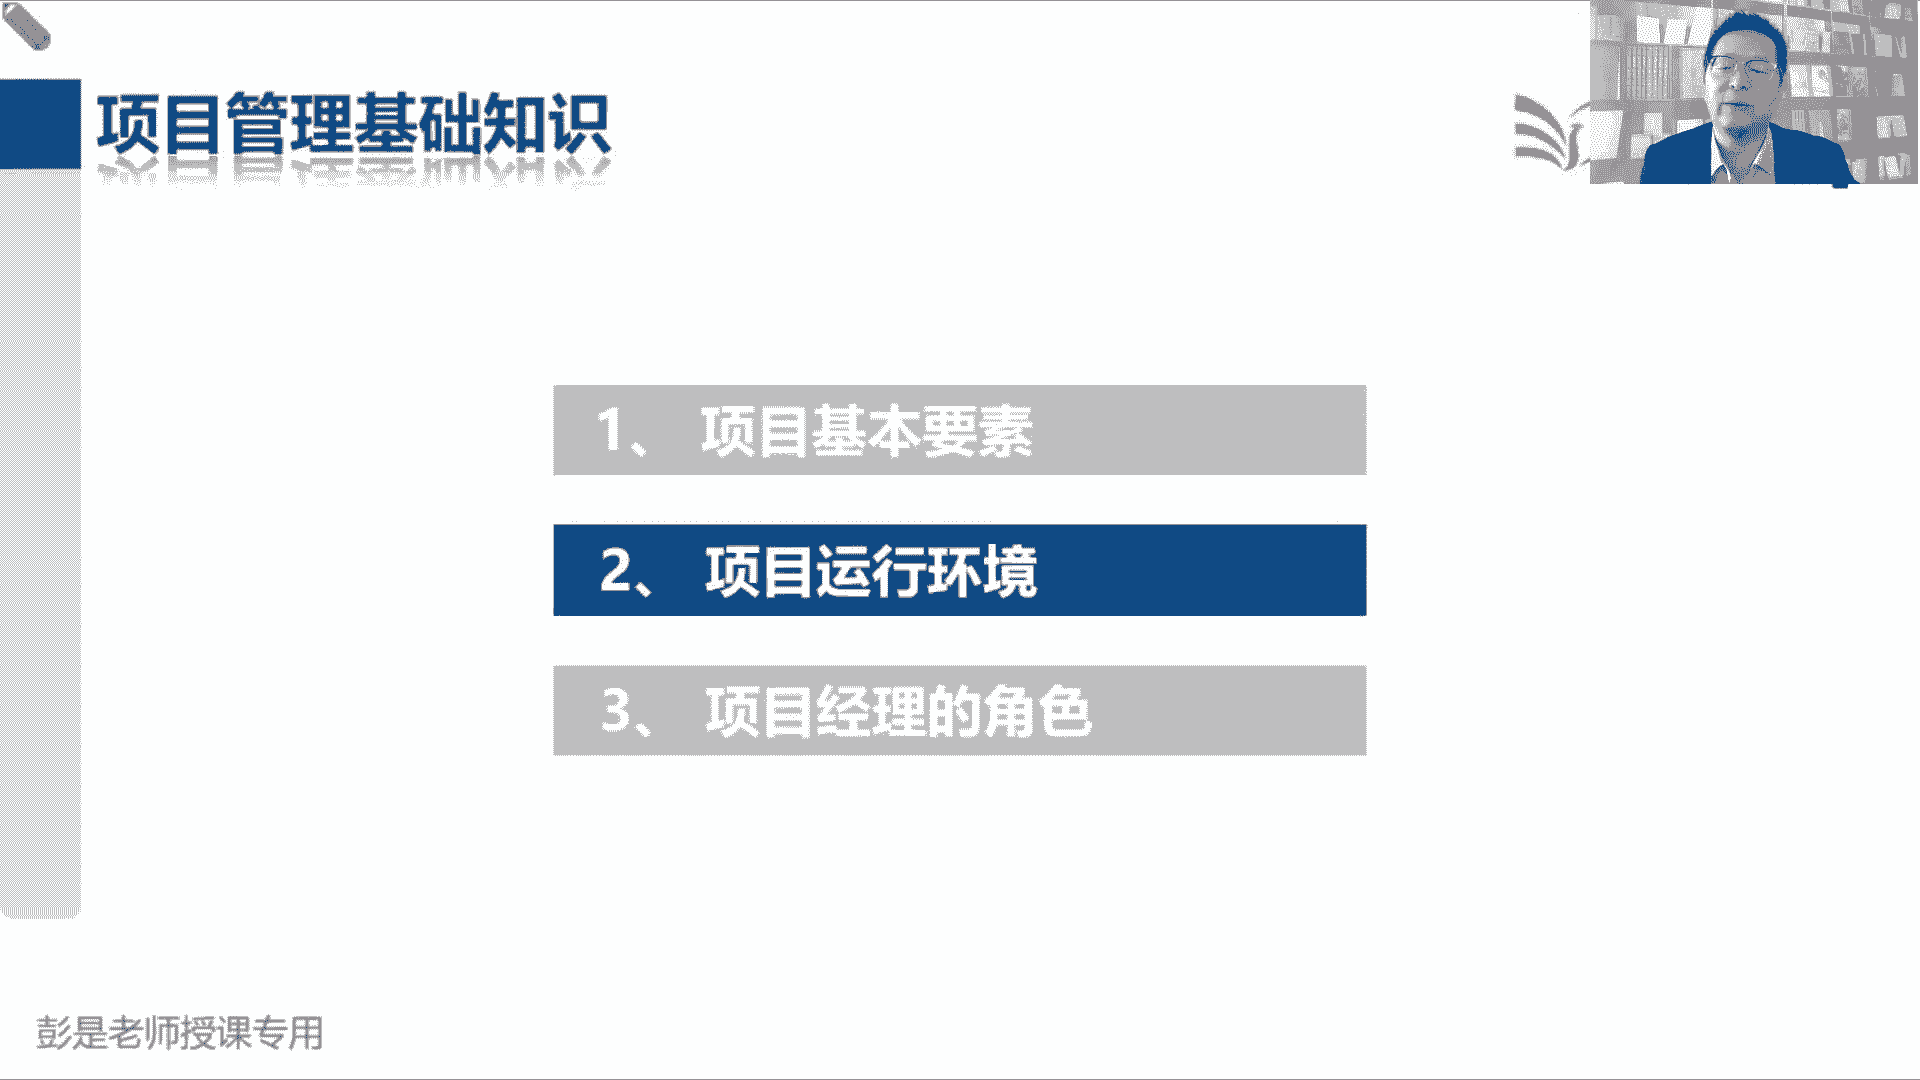 项目管理基础知识
1、 项目基本要素
2、 项目运行环境
3、 项目经理的角色
彭是老师授课专用